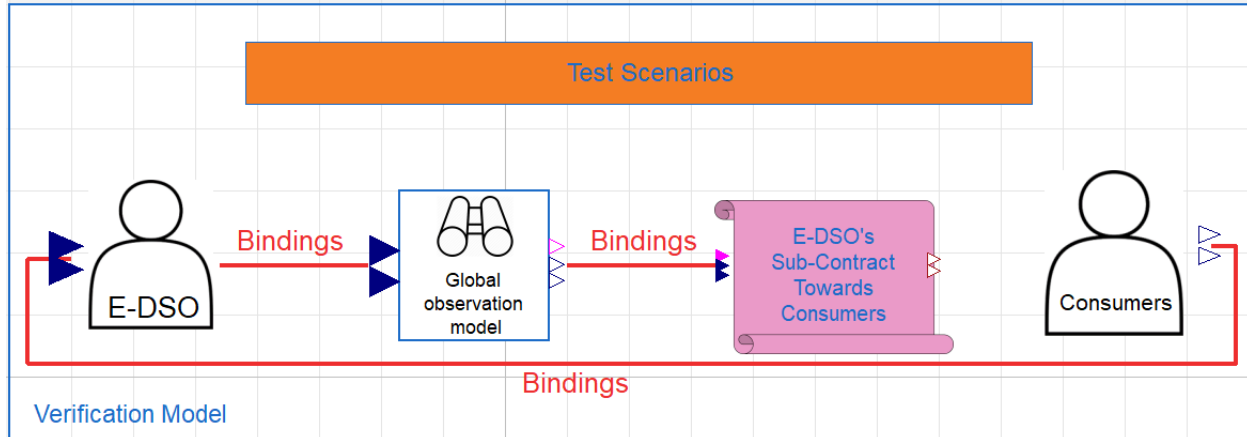 Test Scenarios
Bindings
Bindings
E-DSO
Global
observation
model
E-DSO's
Sub-Contract
Towards
Consumers
Consumers
Bindings
Verification Model